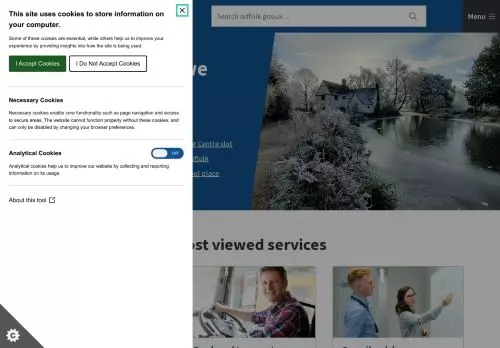 This site uses cookies to store information on
your computer.
Some of these cookies are essential, while others help us to improve your
experience by providing insights into how the site is being used.
I Accept Cookies
I Do Not Accept Cookies
Necessary Cookies
Necessary cookies enable core functionality such as page navigation and access
to secure areas. The website cannot function properly without these cookies, and
can only be disabled by changing your browser preferences.
Analytical Cookies
Off
Analytical cookies help us to improve our website by collecting and reporting
information on its usage.
About this tool
Search suffolk.gov.uk...
Menu
Centre slot
place
viewed services